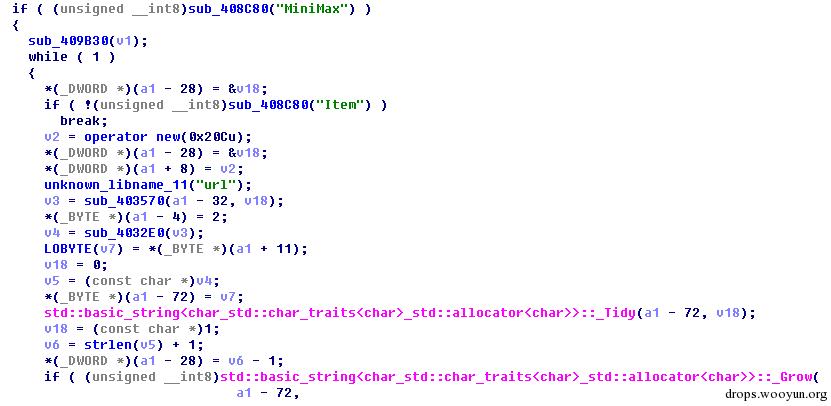 if ( (unsigned __int8)sub_408C80("MiniMax") )
{
sub_409B30(v1);
while ( 1 )
{
*(_DWORD *)(a1 - 28) = &v18;
if ( !(unsigned __int8)sub_408C80("Item") )
break;
v2 = operator new(0x20Cu);
*(_DWORD *)(a1 - 28) = &v18;
*(_DWORD *)(a1 + 8) = v2;
unknown_libname_11("url");
v3 = sub_403570(a1 - 32, v18);
*(_BYTE *)(a1 - 4) = 2;
v4 = sub_4032E0(v3);
LOBYTE(v7) = *(_BYTE *)(a1 + 11);
v18 = 0;
v5 = (const char *)v4;
*(_BYTE *)(a1 - 72) = v7;
std::basic_string<char_std::char_traits<char>_std::allocator<char>>::_Tidy(a1 - 72, v18);
v18 = (const char *)1;
v6 = strlen(v5) + 1;
*(_DWORD *)(a1 - 28) = v6 - 1;
if ( (unsigned __int8)std::basic_string<char_std::char_traits<char>_std::allocator<char>>::_Grow(
a1 - 72,
drops.wooyun.org